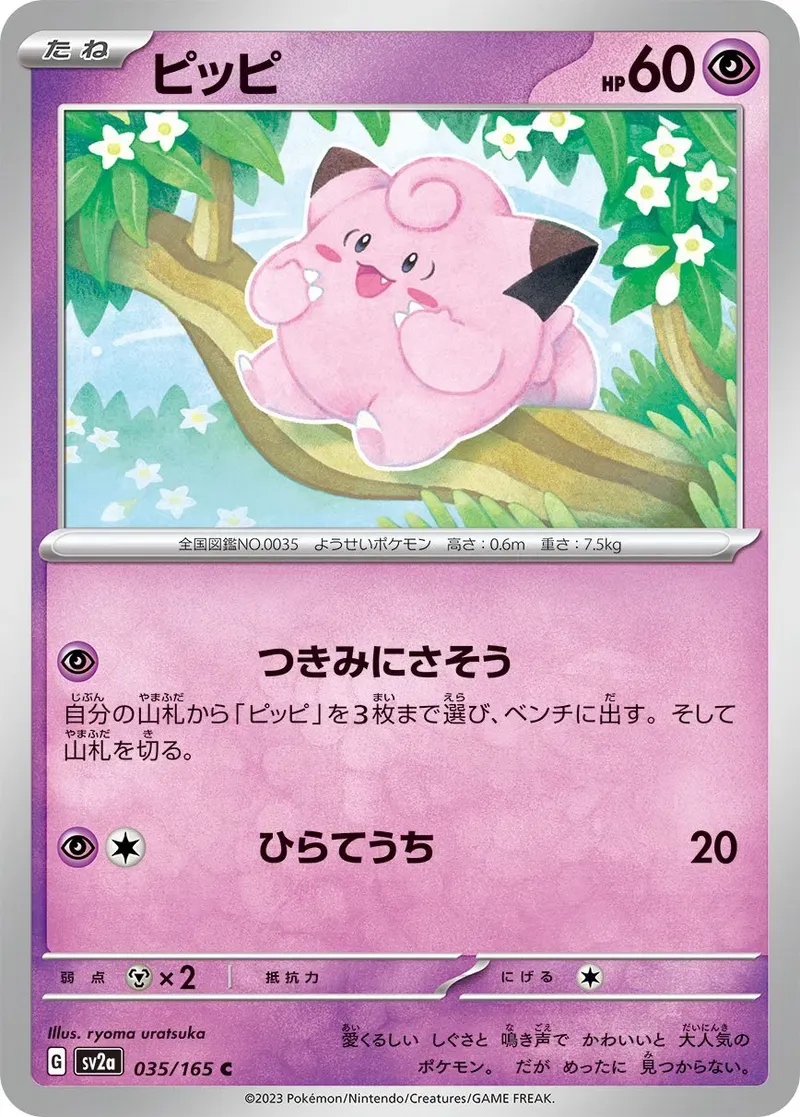 たね
ピッピ
HP60
全国図鑑NO.0035 ようせいポケモン 高さ:0.6m 重さ:7.5kg
つきみにさそう
自分の山札から「ピッピ」を3枚まで選び、ベンチに出す。そして
山札を切る。
ひらてうち 20
弱点 ×2 抵抗力 にげる
Illus. ryoma uratsuka
G sv2a 035/165 C
愛くるしい しぐさと 鳴き声で かわいいと 大人気の
ポケモン。だが めったに 見つからない。
©2023 Pokémon/Nintendo/Creatures/GAME FREAK.